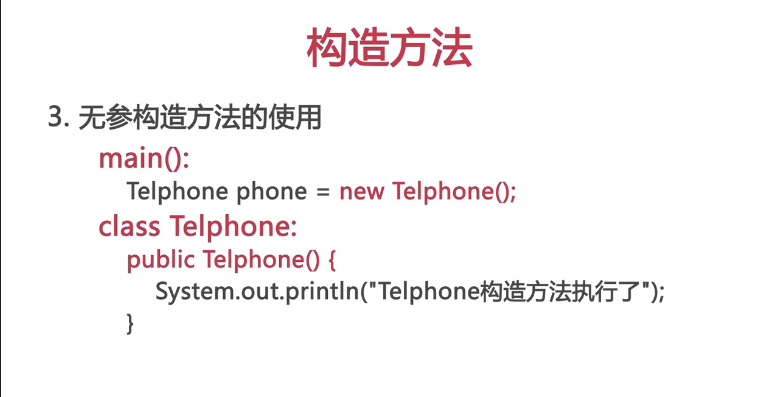 构造方法
3. 无参构造方法的使用
main():
Telphone phone = new Telphone();
class Telphone:
public Telphone() {
System.out.println("Telphone构造方法执行了");
}